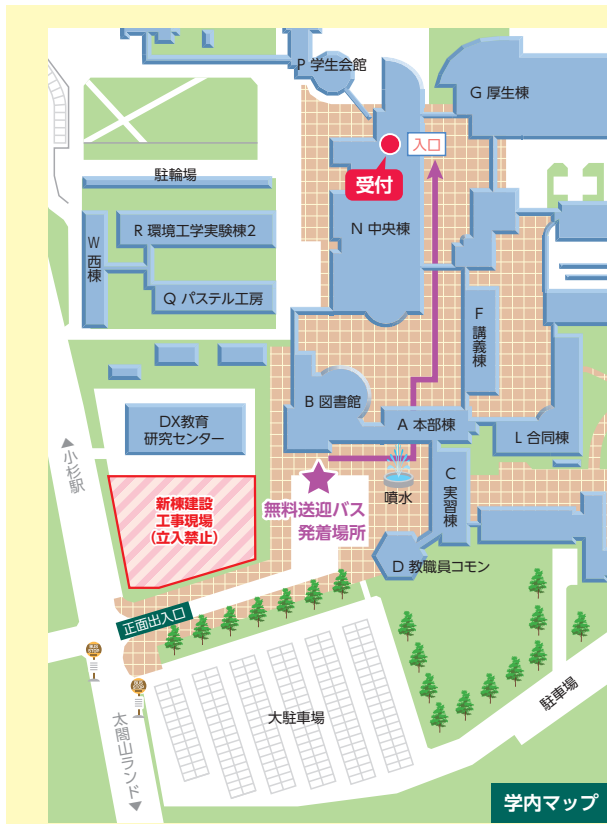 P 学生会館
G 厚生棟
入口
受付
駐輪場
R 環境工学実験棟2
W 西棟
N 中央棟
Q パステル工房
F 講義棟
B 図書館
A 本部棟
DX教育
研究センター
L 合同棟
C 実習棟
▲小杉駅
新棟建設
工事現場
(立入禁止)
無料送迎バス
発着場所
噴水
D 教職員コモン
正面出入口
大駐車場
駐車場
太閤山ランド▼
学内マップ